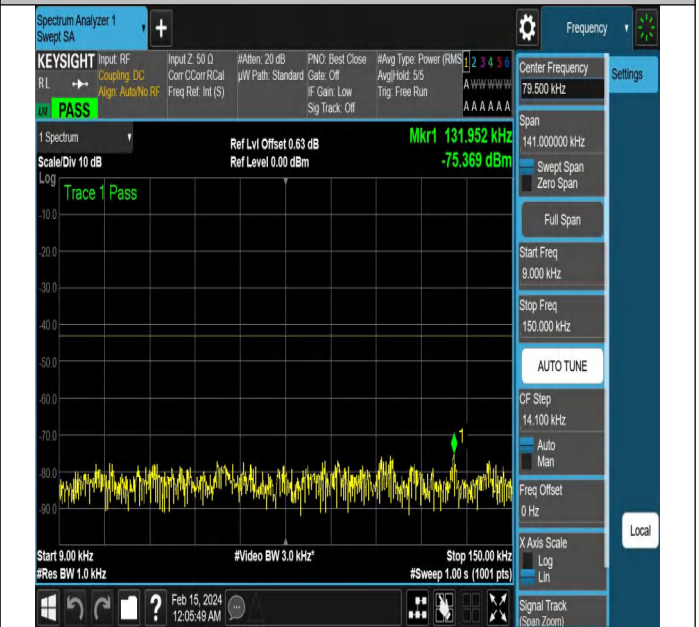 Spectrum Analyzer 1
Swept SA
+
Frequency
KEYSIGHT
RL
PASS
Input: RF
Coupling: DC
Align: Auto/No RF
Input Z: 50 Ω
Corr CCorr RCal
Freq Ref: Int (S)
#Atten: 20 dB
µW Path: Standard
PNO: Best Close
Gate: Off
IF Gain: Low
Sig Track: Off
#Avg Type: Power (RMS
Avg|Hold: 5/5
Trig: Free Run
1 2 3 4 5 6
A W W W W W
A A A A A A
1 Spectrum
Scale/Div 10 dB
Ref Lvl Offset 0.63 dB
Ref Level 0.00 dBm
Mkr1 131.952 kHz
-75.369 dBm
Log
Trace 1 Pass
-10.0
-20.0
-30.0
-40.0
-50.0
-60.0
-70.0
-80.0
-90.0
1
Start 9.00 kHz
#Res BW 1.0 kHz
#Video BW 3.0 kHz*
Stop 150.00 kHz
#Sweep 1.00 s (1001 pts)
?
Feb 15, 2024
12:05:49 AM
Center Frequency
79.500 kHz
Settings
Span
141.000000 kHz
Swept Span
Zero Span
Full Span
Start Freq
9.000 kHz
Stop Freq
150.000 kHz
AUTO TUNE
CF Step
14.100 kHz
Auto
Man
Freq Offset
0 Hz
Local
X Axis Scale
Log
Lin
Signal Track
(Span Zoom)